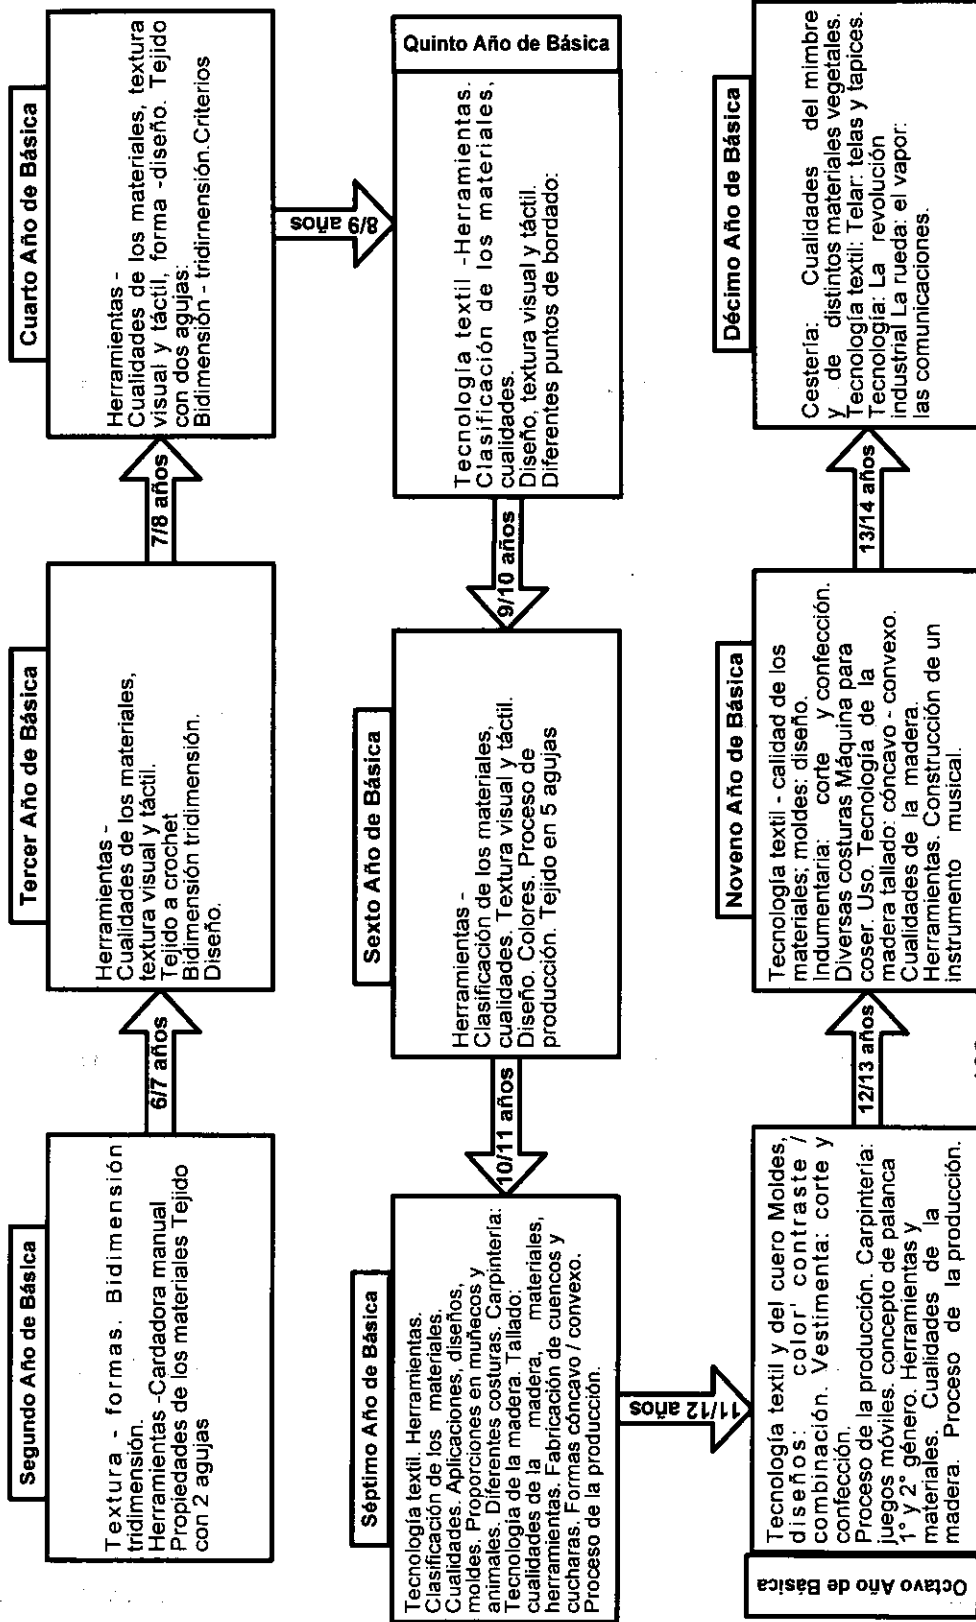 Segundo Año de Básica
Textura - formas. Bidimensión
tridimensión.
Herramientas -Cardadora manual
Propiedades de los materiales Tejido
con 2 agujas
6/7 años
Tercer Año de Básica
Herramientas -
Cualidades de los materiales,
textura visual y táctil.
Tejido a crochet
Bidimensión tridimensión.
Diseño.
7/8 años
Cuarto Año de Básica
Herramientas -
Cualidades de los materiales, textura
visual y táctil, forma -diseño. Tejido
con dos agujas:
Bidimensión - tridirnensión.Criterios
8/9 años
Quinto Año de Básica
Tecnología textil -Herramientas.
Clasificación de los materiales,
cualidades.
Diseño, textura visual y táctil.
Diferentes puntos de bordado:
9/10 años
Sexto Año de Básica
Herramientas -
Clasificación de los materiales,
cualidades. Textura visual y táctil.
Diseño. Colores. Proceso de
producción. Tejido en 5 agujas
10/11 años
Séptimo Año de Básica
Tecnología textil. Herramientas.
Clasificación de los materiales.
Cualidades. Aplicaciones, diseños,
moldes. Proporciones en muñecos y
animales. Diferentes costuras. Carpintería:
Tecnología de la madera. Tallado:
cualidades de la madera, materiales,
herramientas. Fabricación de cuencos y
cucharas. Formas cóncavo / convexo.
Proceso de la producción.
11/12 años
Octavo Año de Básica
Tecnología textil y del cuero Moldes,
diseños: color' contraste /
combinación. Vestimenta: corte y
confección.
Proceso de la producción. Carpintería:
juegos móviles. concepto de palanca
1° y 2° género. Herramientas y
materiales. Cualidades de la
madera. Proceso de la producción.
12/13 años
Noveno Año de Básica
Tecnología textil - calidad de los
materiales; moldes: diseño.
Indumentaria: corte y confección.
Diversas costuras Máquina para
coser. Uso. Tecnología de la
madera tallado: cóncavo - convexo.
Cualidades de la madera.
Herramientas. Construcción de un
instrumento musical.
13/14 años
Décimo Año de Básica
Cestería: Cualidades del mimbre
y de distintos materiales vegetales.
Tecnología textil: Telar: telas y tapices.
Tecnología: La revolución
industrial La rueda: el vapor:
las comunicaciones.